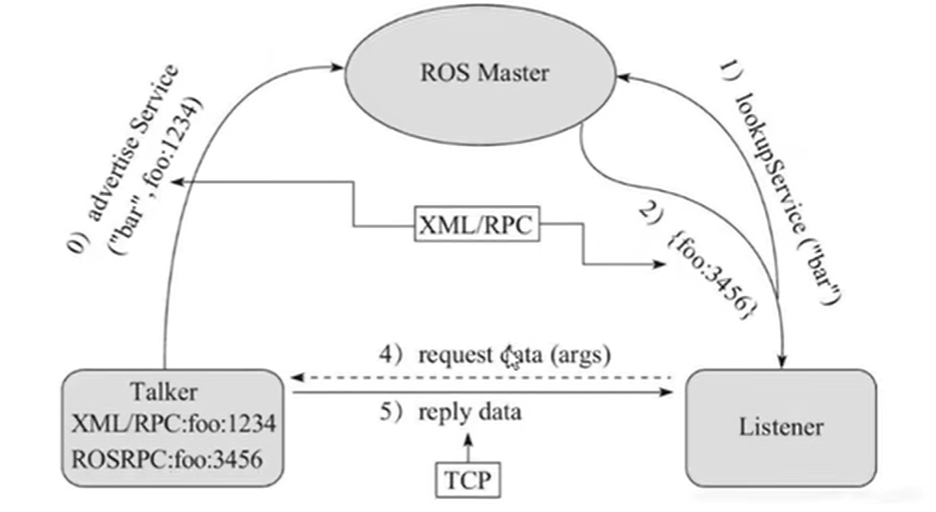 ROS Master
0) advertise Service
("bar", foo:1234)
1) lookupService ("bar")
XML/RPC
2) {foo:3456}
4) request data (args)
5) reply data
TCP
Talker
XML/RPC:foo:1234
ROSRPC:foo:3456
Listener